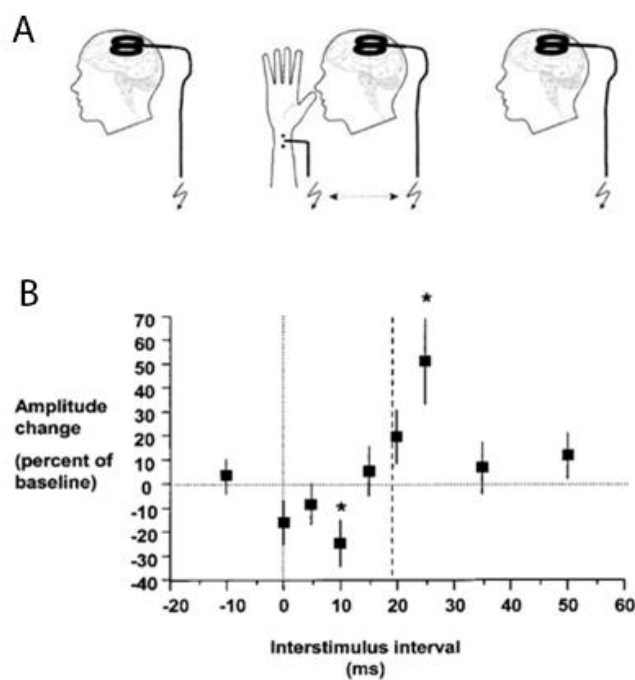 A
B
70
60
50
40
30
20
10
0
-10
-20
-30
-40
Amplitude
change
(percent of
baseline)
*
*
-20 -10 0 10 20 30 40 50 60
Interstimulus interval
(ms)